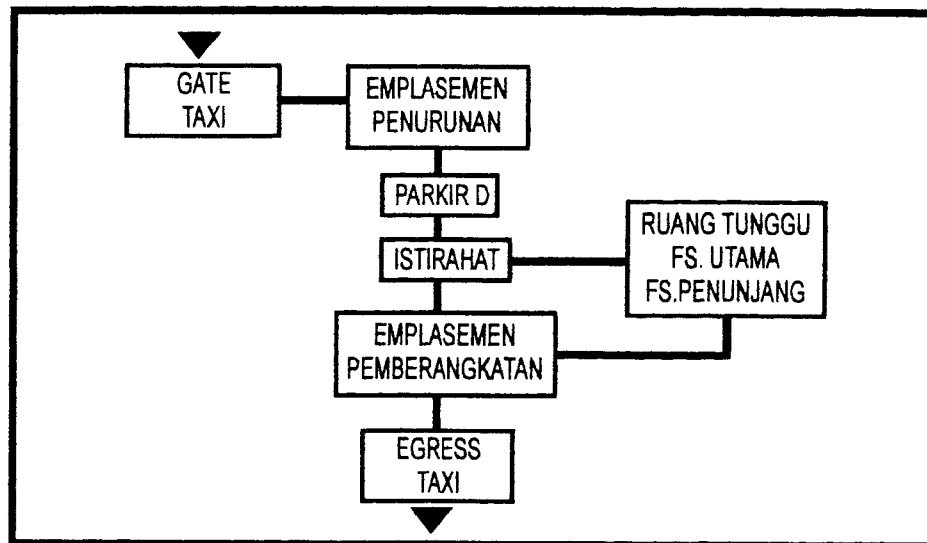 GATE
TAXI
EMPLASEMEN
PENURUNAN
PARKIR D
ISTIRAHAT
RUANG TUNGGU
FS. UTAMA
FS.PENUNJANG
EMPLASEMEN
PEMBERANGKATAN
EGRESS
TAXI